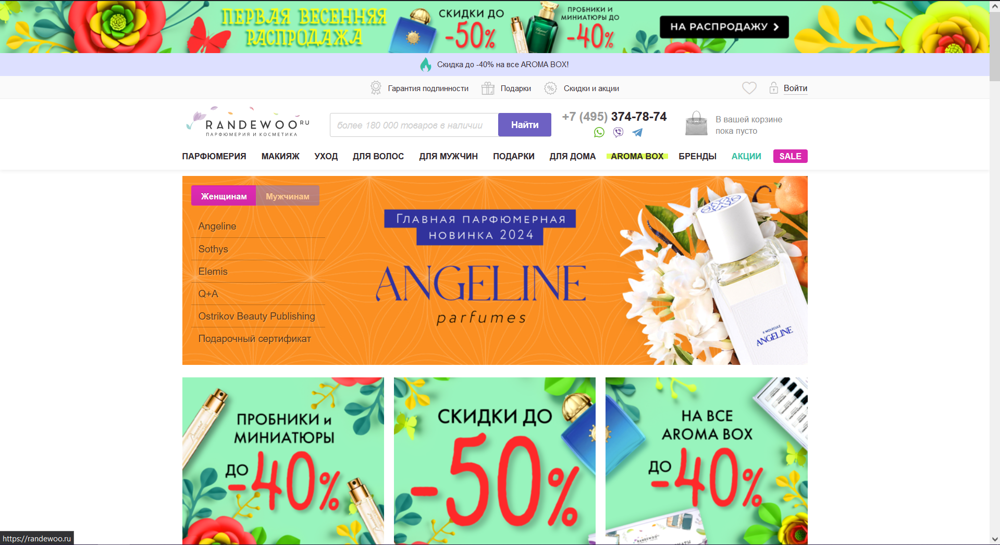 ПЕРВАЯ ВЕСЕННЯЯ
РАСПРОДАЖА
СКИДКИ ДО
-50%
ПРОБНИКИ И
МИНИАТЮРЫ ДО
-40%
НА РАСПРОДАЖУ
Скидка до -40% на все AROMA BOX!
Гарантия подлинности
Подарки
Скидки и акции
Войти
RANDEWOO RU
ПАРФЮМЕРИЯ И КОСМЕТИКА
более 180 000 товаров в наличии
Найти
+7 (495) 374-78-74
В вашей корзине
пока пусто
ПАРФЮМЕРИЯ МАКИЯЖ УХОД ДЛЯ ВОЛОС ДЛЯ МУЖЧИН ПОДАРКИ ДЛЯ ДОМА AROMA BOX БРЕНДЫ АКЦИИ SALE
Женщинам Мужчинам
Angeline
Sothys
Elemis
Q+A
Ostrikov Beauty Publishing
Подарочный сертификат
ГЛАВНАЯ ПАРФЮМЕРНАЯ
НОВИНКА 2024
ANGELINE
parfumes
X MOLECULE
ANGELINE
ПРОБНИКИ и
МИНИАТЮРЫ
ДО
-40%
СКИДКИ ДО
-50%
НА ВСЕ
AROMA BOX
ДО
-40%
RANDEWOO
https://randewoo.ru